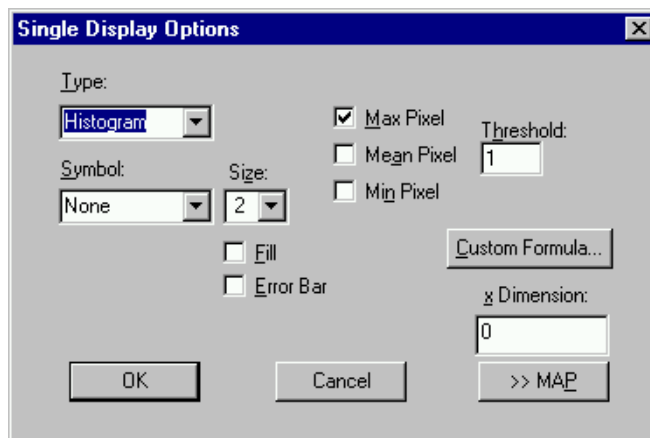 Single Display Options
Type:
Histogram
Symbol:
None
Size:
2
Fill
Error Bar
Max Pixel
Mean Pixel
Min Pixel
Threshold:
1
Custom Formula...
x Dimension:
0
OK
Cancel
>> MAP